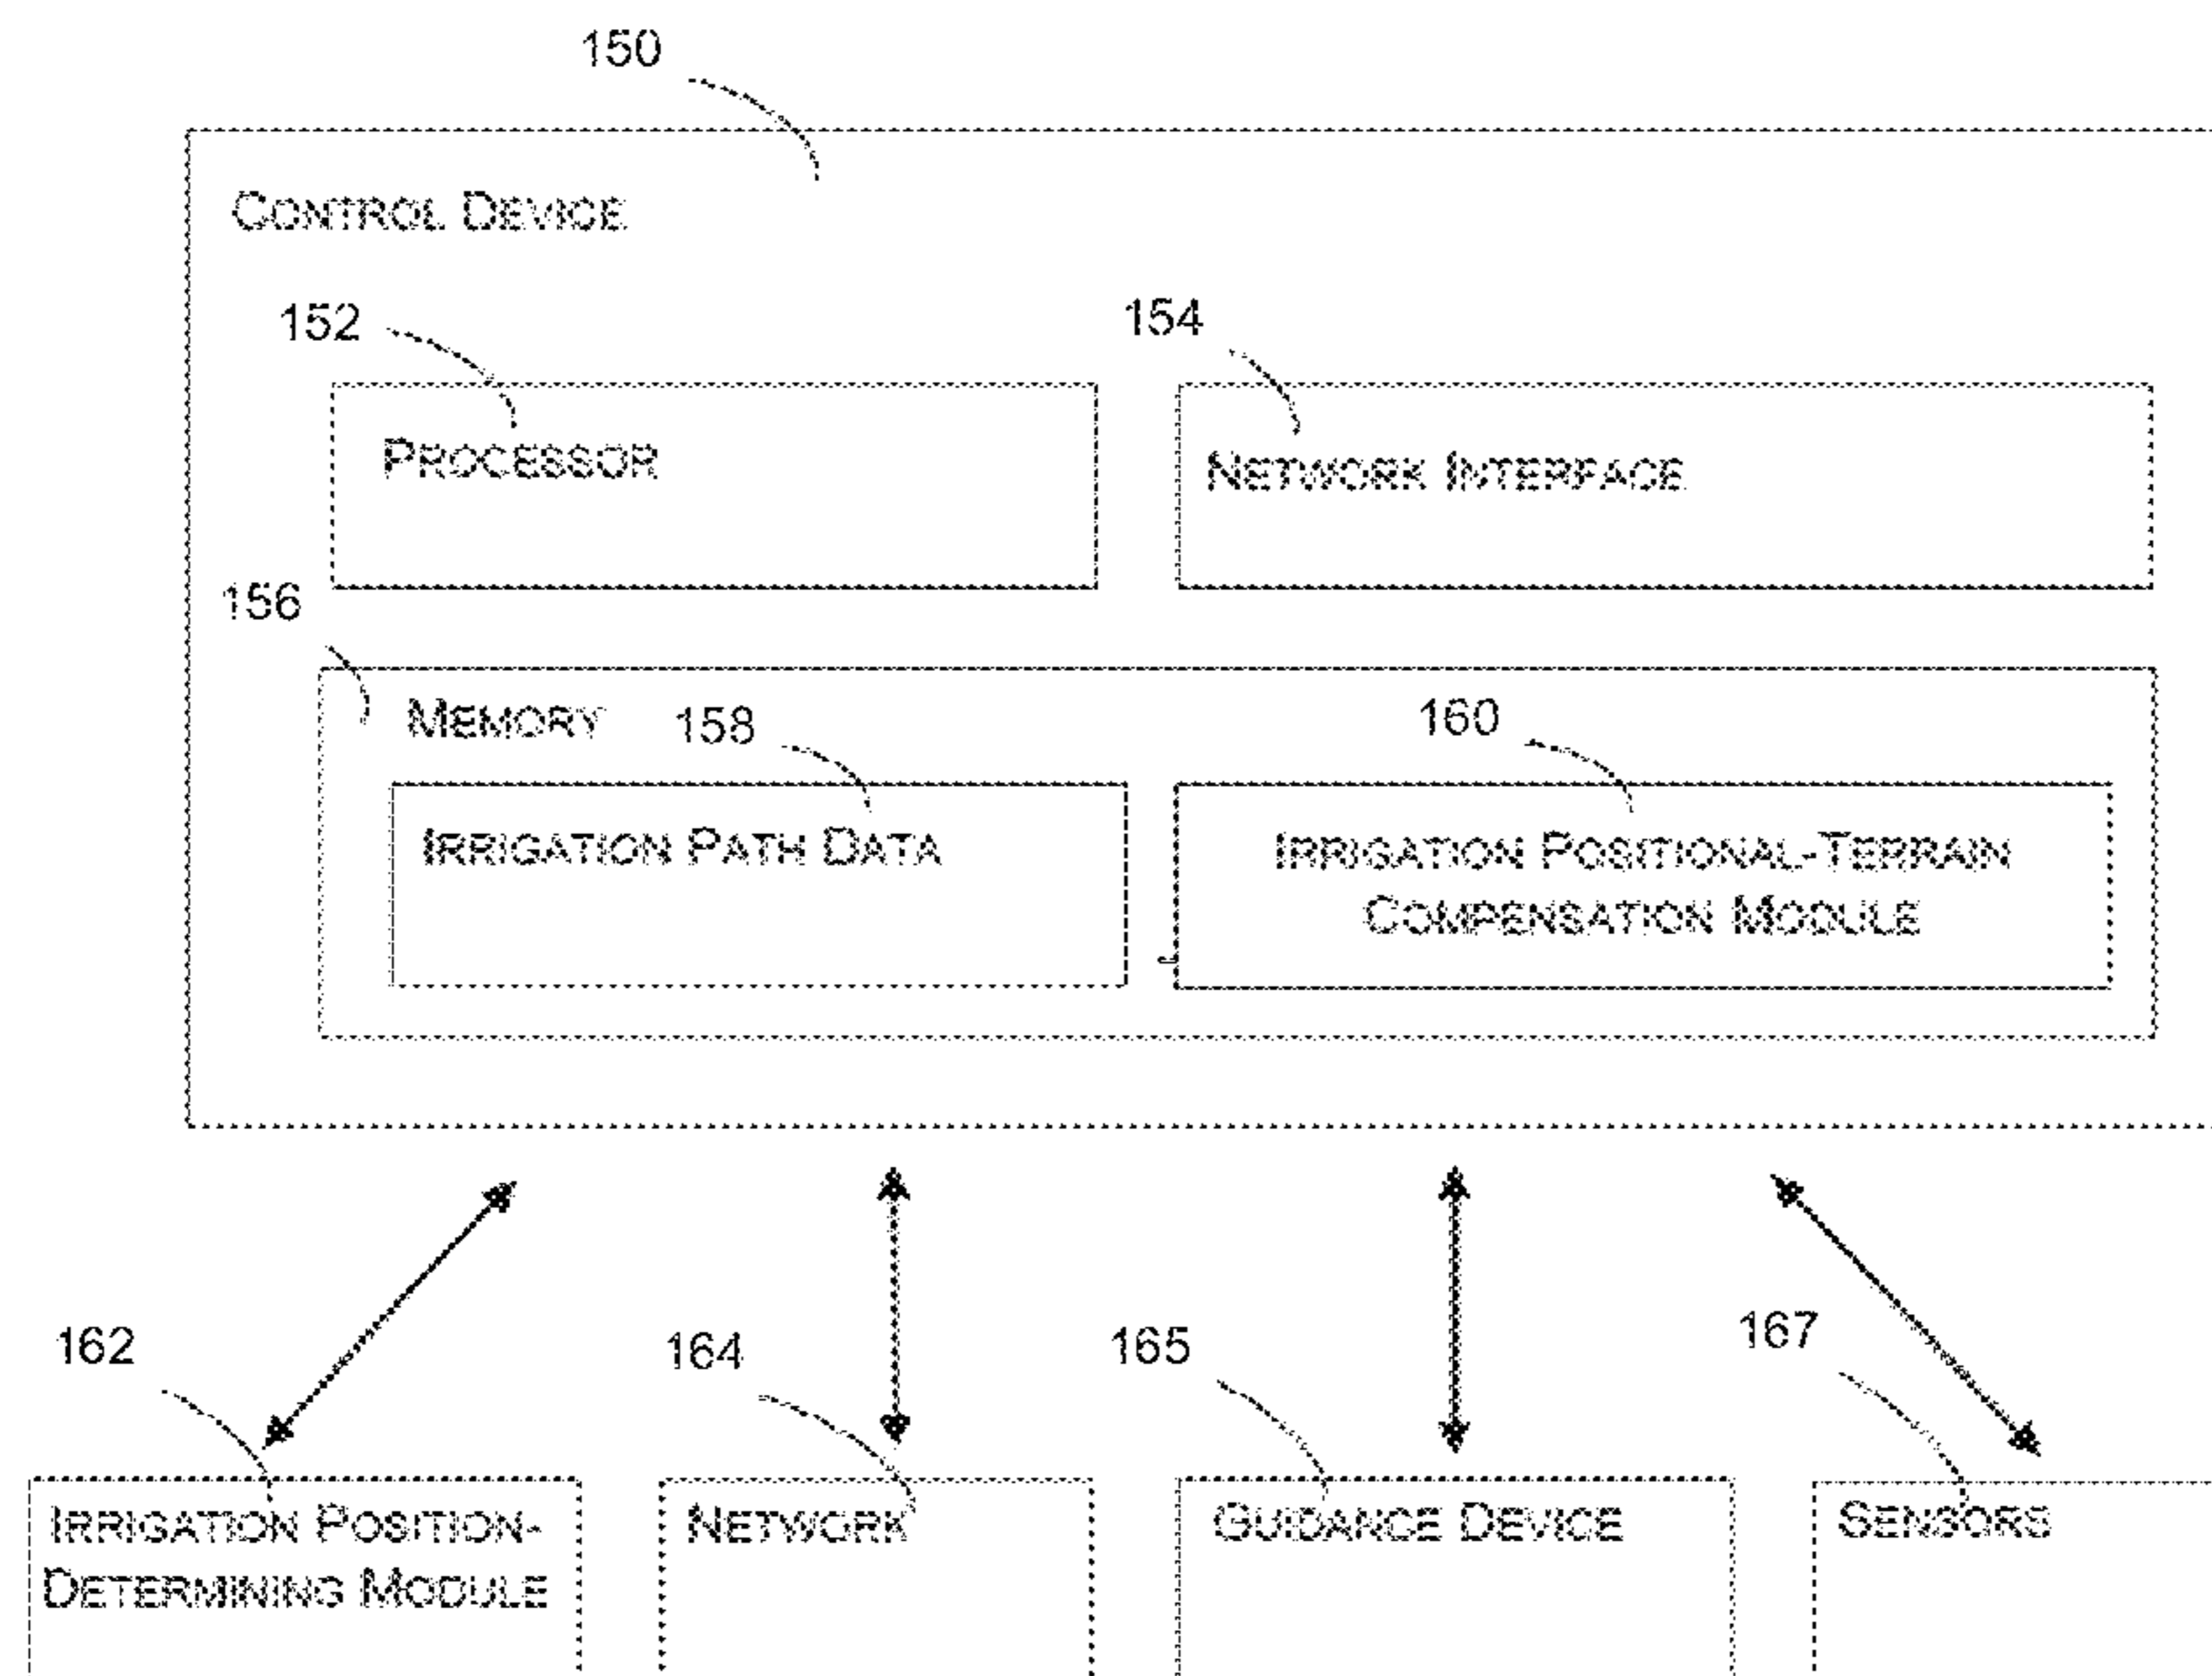 150
CONTROL DEVICE
152
154
PROCESSOR
NETWORK INTERFACE
156
MEMORY
158
160
IRRIGATION PATH DATA
IRRIGATION POSITIONAL-TERRAIN
COMPENSATION MODULE
162
164
165
167
IRRIGATION POSITION-
DETERMINING MODULE
NETWORK
GUIDANCE DEVICE
SENSORS